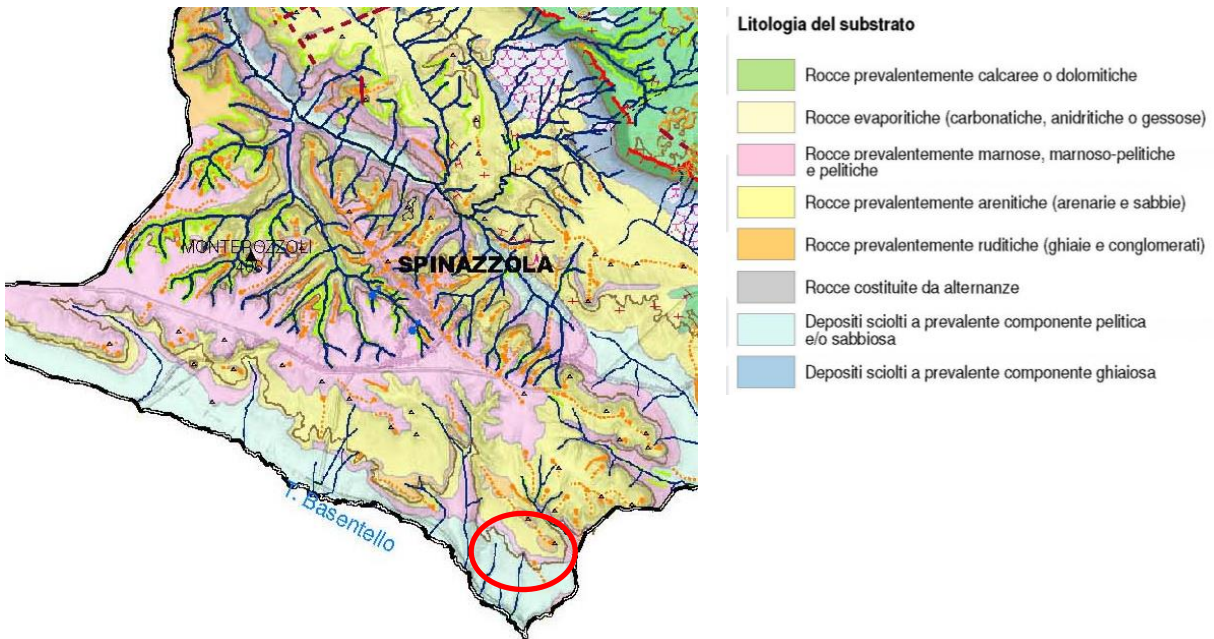 MONTEROZZOLI
SPINAZZOLA
T. Basentello
Litologia del substrato
Rocce prevalentemente calcaree o dolomitiche
Rocce evaporitiche (carbonatiche, anidritiche o gessose)
Rocce prevalentemente marnose, marnoso-pelitiche
e pelitiche
Rocce prevalentemente arenitiche (arenarie e sabbie)
Rocce prevalentemente ruditiche (ghiaie e conglomerati)
Rocce costituite da alternanze
Depositi sciolti a prevalente componente pelitica
e/o sabbiosa
Depositi sciolti a prevalente componente ghiaiosa